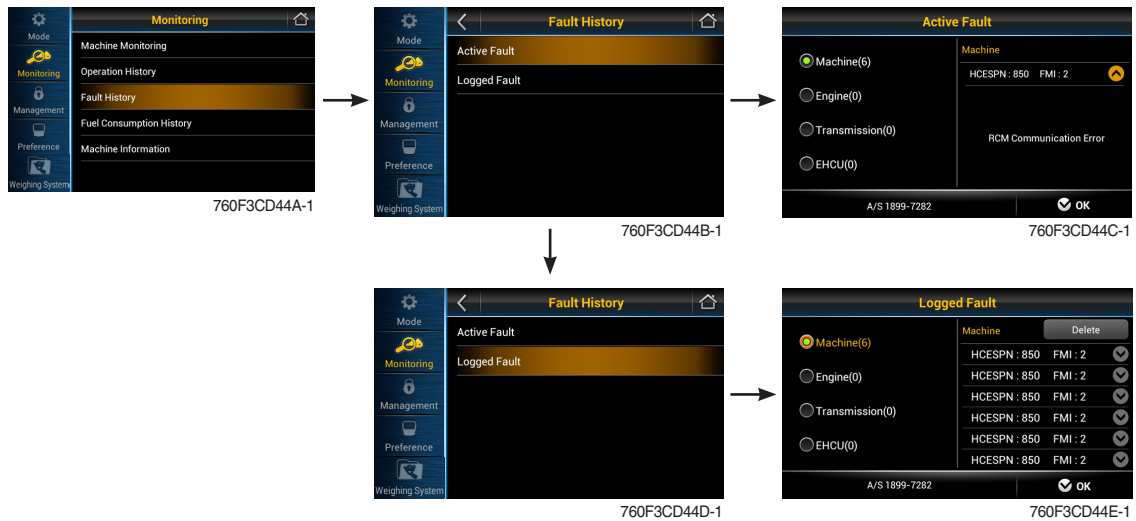 Mode
Monitoring
Management
Preference
Weighing System
Monitoring
Machine Monitoring
Operation History
Fault History
Fuel Consumption History
Machine Information
760F3CD44A-1
Mode
Monitoring
Management
Preference
Weighing System
Fault History
Active Fault
Logged Fault
760F3CD44B-1
Active Fault
Machine(6)
Engine(0)
Transmission(0)
EHCU(0)
Machine
HCESPN : 850 FMI : 2
RCM Communication Error
A/S 1899-7282
OK
760F3CD44C-1
Mode
Monitoring
Management
Preference
Weighing System
Fault History
Active Fault
Logged Fault
760F3CD44D-1
Logged Fault
Machine(6)
Engine(0)
Transmission(0)
EHCU(0)
Machine Delete
HCESPN : 850 FMI : 2
HCESPN : 850 FMI : 2
HCESPN : 850 FMI : 2
HCESPN : 850 FMI : 2
HCESPN : 850 FMI : 2
HCESPN : 850 FMI : 2
A/S 1899-7282
OK
760F3CD44E-1